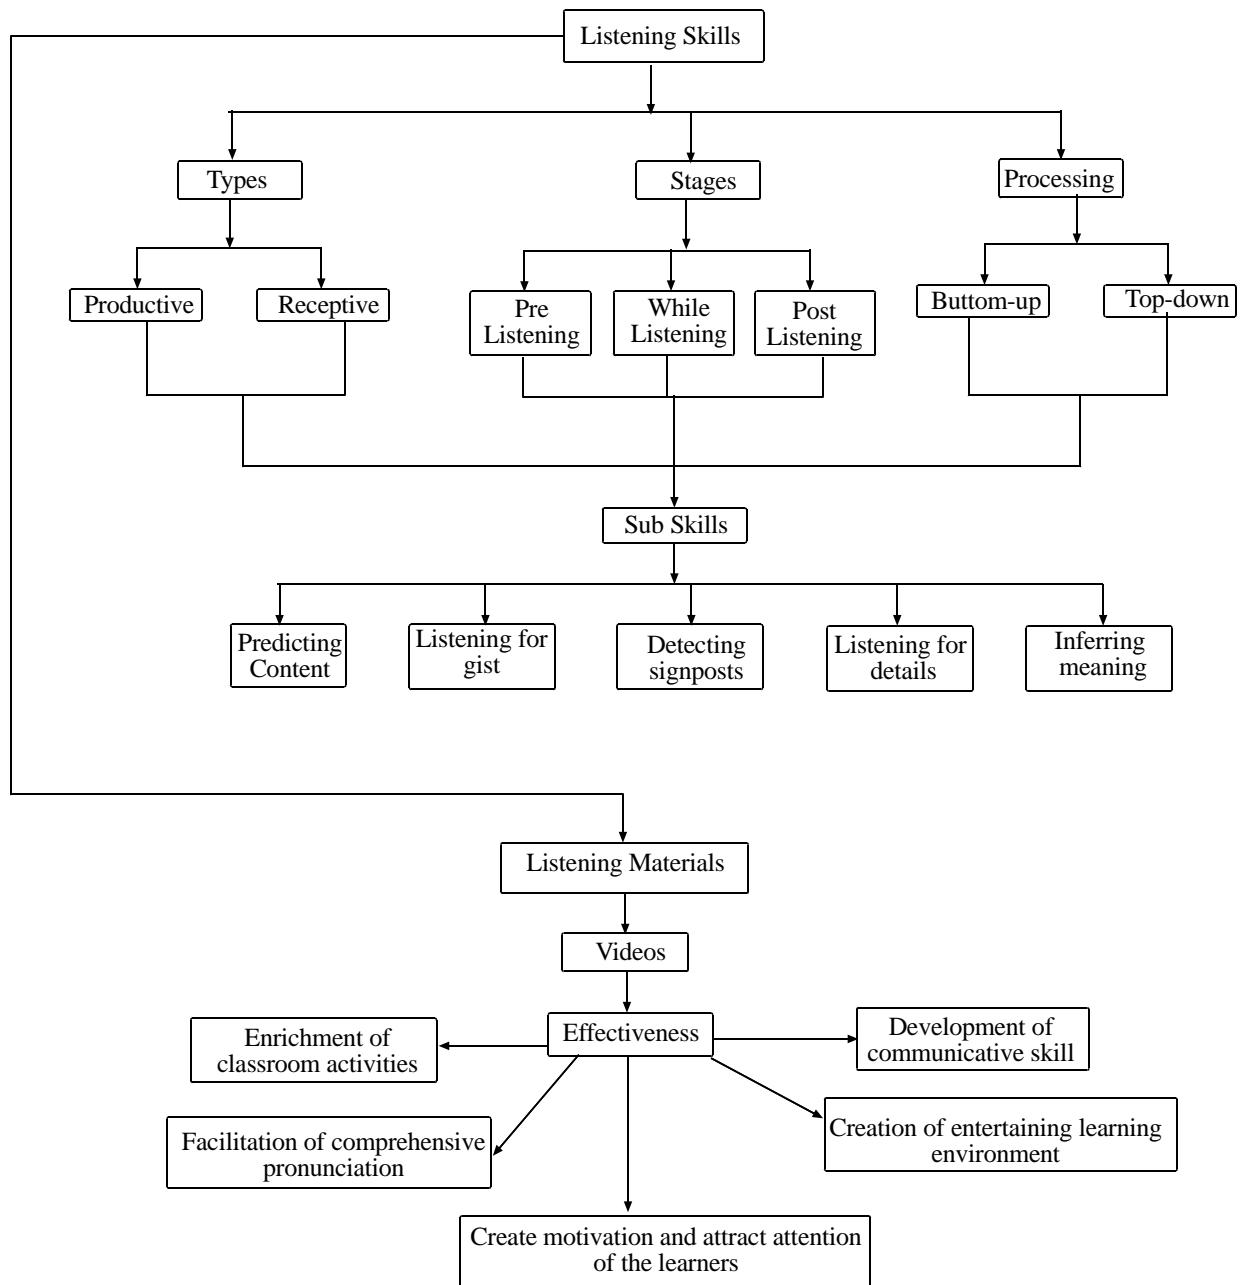 Listening Skills
Types
Stages
Processing
Productive
Receptive
Pre
Listening
While
Listening
Post
Listening
Buttom-up
Top-down
Sub Skills
Predicting
Content
Listening for
gist
Detecting
signposts
Listening for
details
Inferring
meaning
Listening Materials
Videos
Effectiveness
Enrichment of
classroom activities
Development of
communicative skill
Facilitation of comprehensive
pronunciation
Creation of entertaining learning
environment
Create motivation and attract attention
of the learners